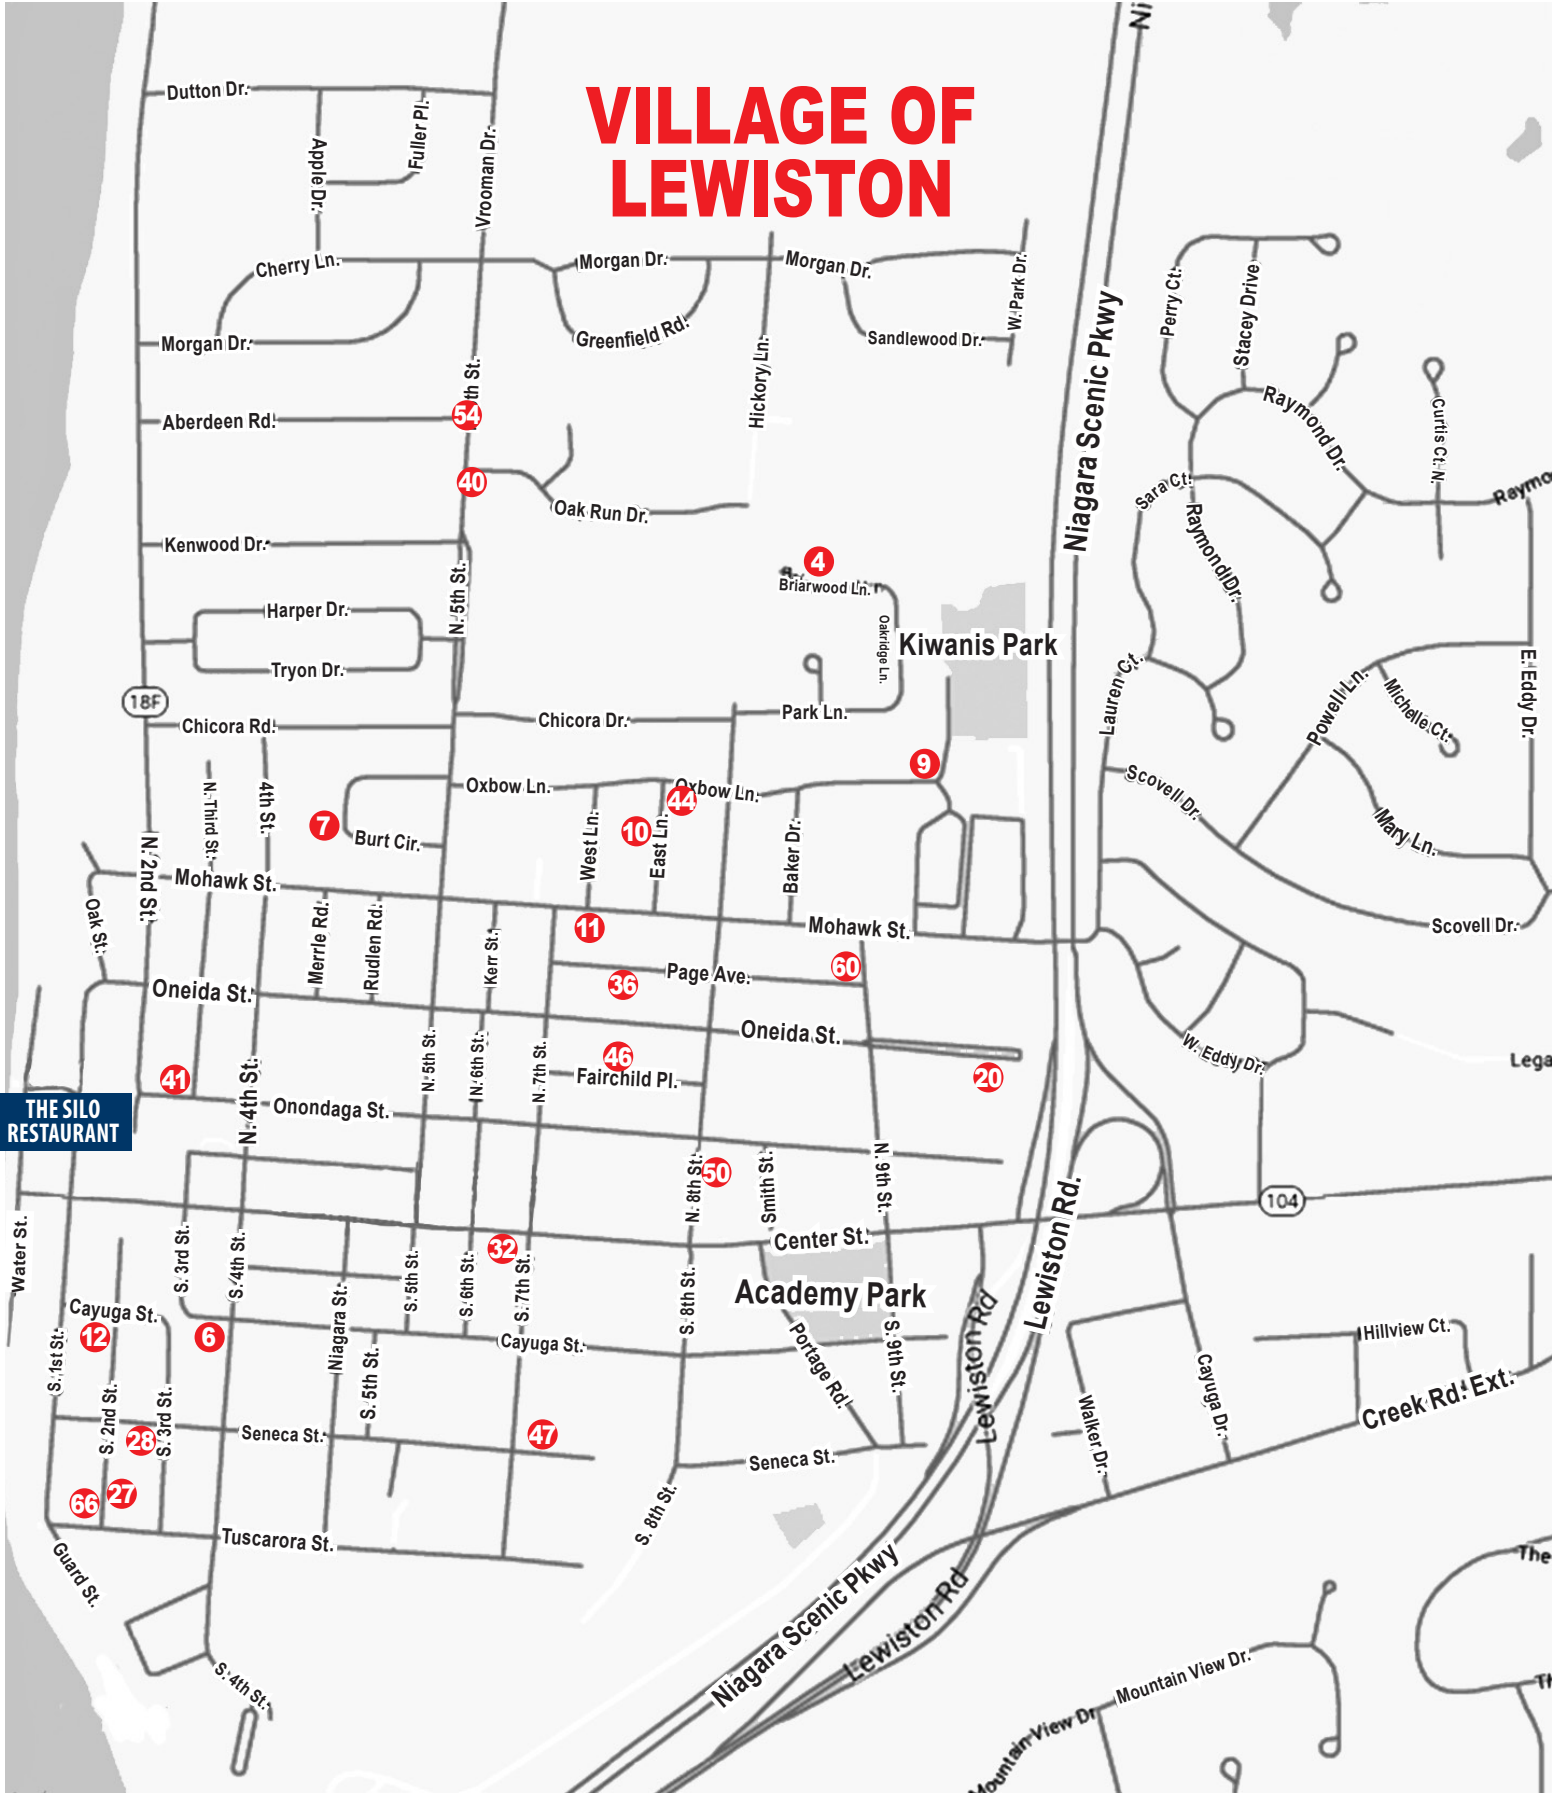 Ni
VILLAGE OF
LEWISTON
Dutton Dr.
Apple Dr.
Fuller Pl.
Vrooman Dr.
Cherry Ln.
Morgan Dr.
Morgan Dr.
W. Park Dr.
Perry Ct.
Stacey Drive
Morgan Dr.
Greenfield Rd.
Sandlewood Dr.
Hickory Ln.
Niagara Scenic Pkwy
th St.
Aberdeen Rd.
54
Raymond Dr.
Curtis Ct. N.
40
Oak Run Dr.
Sara Ct.
Raymo
Raymond Dr.
Kenwood Dr.
4
Briarwood Ln.
N. 5th St.
Harper Dr.
Oakridge Ln.
Kiwanis Park
Tryon Dr.
Lauren Ct.
Powell Ln.
Michelle Ct.
E. Eddy Dr.
18F
Chicora Rd.
Chicora Dr.
Park Ln.
9
Scovell Dr.
N. Third St.
4th St.
Oxbow Ln.
Oxbow Ln.
44
7
Burt Cir.
10
West Ln.
East Ln.
Baker Dr.
Mary Ln.
N. 2nd St.
Mohawk St.
Oak St.
Merrle Rd.
Rudlen Rd.
Kerr St.
11
Mohawk St.
Scovell Dr.
36
Page Ave.
60
Oneida St.
Oneida St.
W. Eddy Dr.
Lega
41
N. 4th St.
N. 5th St.
N. 6th St.
N. 7th St.
46
Fairchild Pl.
20
THE SILO
RESTAURANT
Onondaga St.
N. 8th St.
50
Smith St.
N. 9th St.
Lewiston Rd.
104
Water St.
S. 3rd St.
S. 4th St.
S. 5th St.
S. 6th St.
32
S. 7th St.
Center St.
S. 8th St.
Academy Park
Lewiston Rd
Cayuga St.
12
6
Niagara St.
Cayuga St.
Portage Rd.
S. 9th St.
Hillview Ct.
S. 1st St.
S. 2nd St.
S. 3rd St.
S. 5th St.
Walker Dr.
Cayuga Dr.
Creek Rd. Ext.
28
Seneca St.
47
Seneca St.
66
27
S. 8th St.
Tuscarora St.
Guard St.
Niagara Scenic Pkwy
Lewiston Rd
The
S. 4th St.
Mountain View Dr.
Mountain View Dr
Th